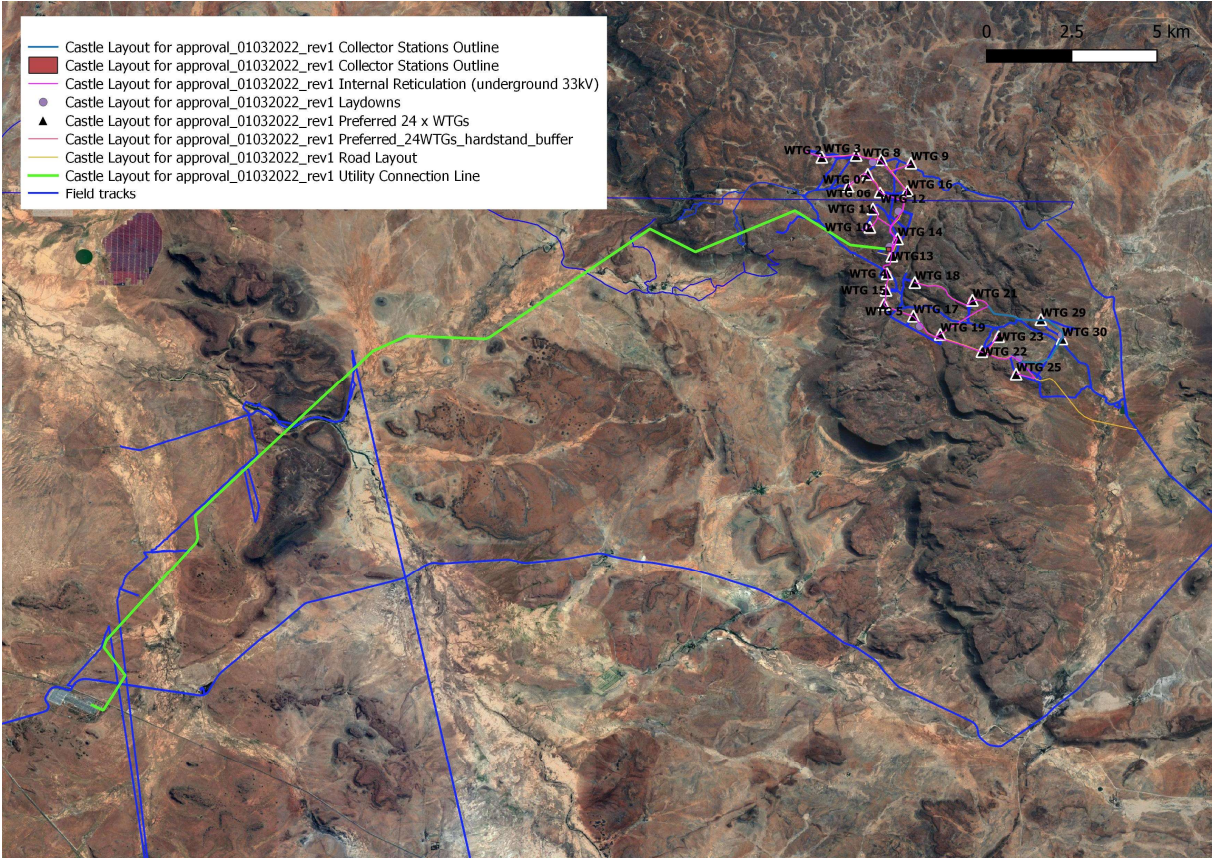 Castle Layout for approval_01032022_rev1 Collector Stations Outline
Castle Layout for approval_01032022_rev1 Collector Stations Outline
Castle Layout for approval_01032022_rev1 Internal Reticulation (underground 33kV)
Castle Layout for approval_01032022_rev1 Laydowns
Castle Layout for approval_01032022_rev1 Preferred 24 x WTGs
Castle Layout for approval_01032022_rev1 Preferred_24WTGs_hardstand_buffer
Castle Layout for approval_01032022_rev1 Road Layout
Castle Layout for approval_01032022_rev1 Utility Connection Line
Field tracks
0 2.5 5 km
WTG 2 WTG 3 WTG 8 WTG 9
WTG 07
WTG 06 WTG 16
WTG 12
WTG 10
WTG 14
WTG13
WTG 18
WTG 15 WTG 21
WTG 5 WTG 17 WTG 29
WTG 19 WTG 23 WTG 30
WTG 22
WTG 25